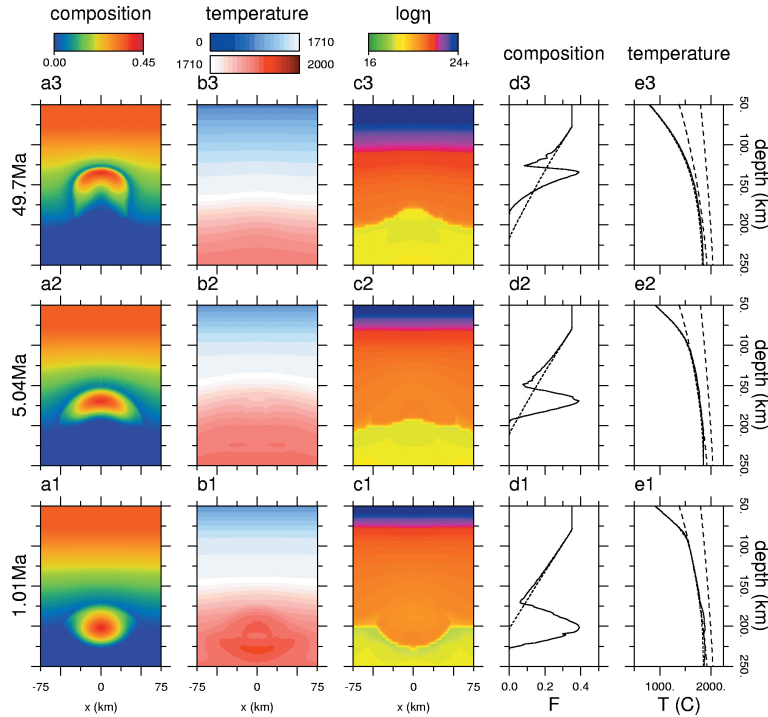 composition temperature logη
0.00 0.45
0 1710
1710 2000
16 24+
composition temperature
a3 b3 c3 d3 e3
49.7Ma
50.
100.
150.
200.
250.
depth (km)
a2 b2 c2 d2 e2
5.04Ma
50.
100.
150.
200.
250.
depth (km)
a1 b1 c1 d1 e1
1.01Ma
50.
100.
150.
200.
250.
depth (km)
-75 0 75 -75 0 75 -75 0 75 0.0 0.2 0.4 1000. 2000.
x (km) x (km) x (km) F T (C)